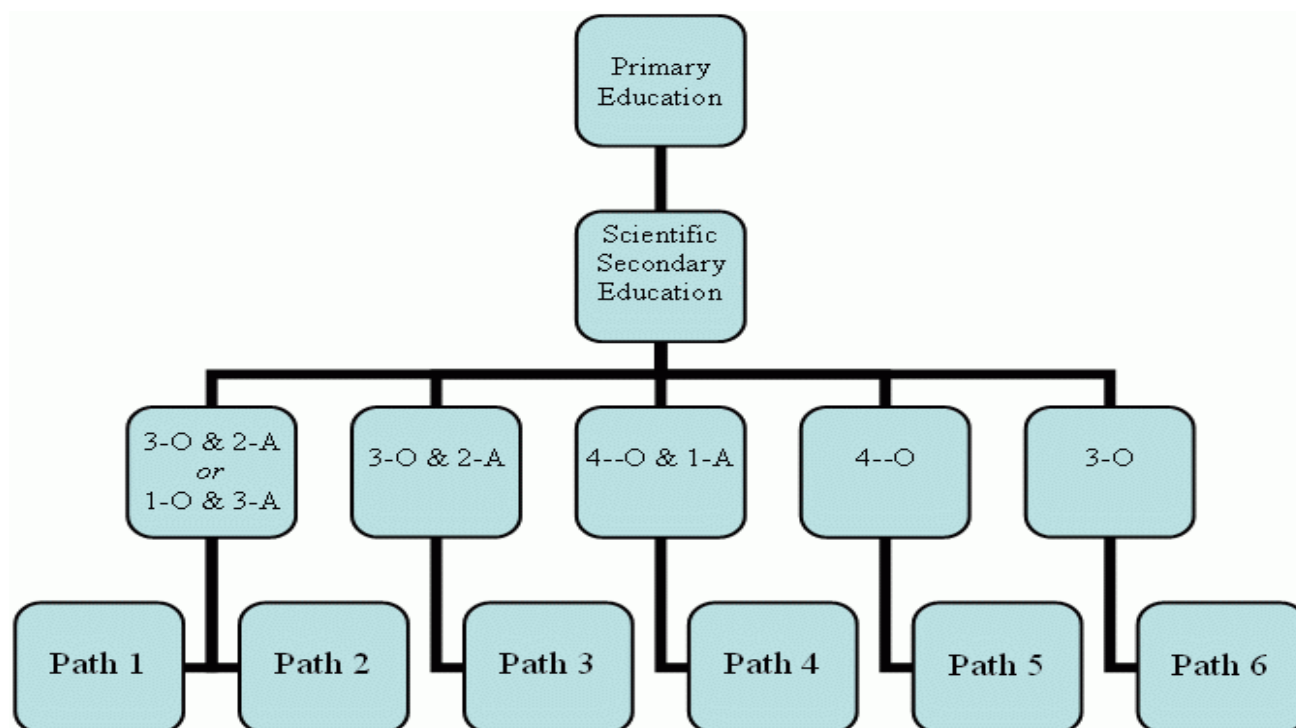 Primary
Education
Scientific
Secondary
Education
3-O & 2-A
or
1-O & 3-A
3-O & 2-A
4--O & 1-A
4--O
3-O
Path 1
Path 2
Path 3
Path 4
Path 5
Path 6